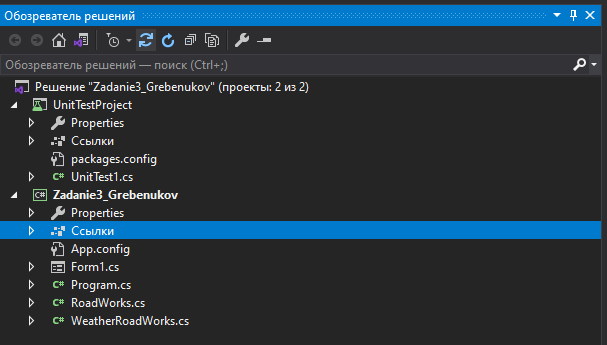 Обозреватель решений
Обозреватель решений — поиск (Ctrl+;)
Решение "Zadanie3_Grebenukov" (проекты: 2 из 2)
UnitTestProject
Properties
Ссылки
packages.config
C# UnitTest1.cs
C# Zadanie3_Grebenukov
Properties
Ссылки
App.config
Form1.cs
C# Program.cs
C# RoadWorks.cs
C# WeatherRoadWorks.cs